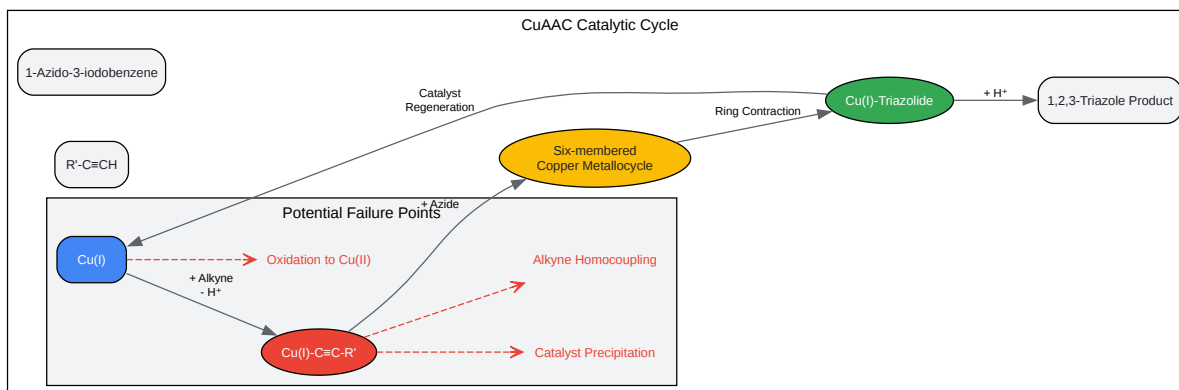 CuAAC Catalytic Cycle
1-Azido-3-iodobenzene
Catalyst
Regeneration
Cu(I)-Triazolide
+ H⁺
1,2,3-Triazole Product
Ring Contraction
Six-membered
Copper Metallocycle
R'-C≡CH
+ Azide
Potential Failure Points
Cu(I)
Oxidation to Cu(II)
Alkyne Homocoupling
+ Alkyne
- H⁺
Cu(I)-C≡C-R'
Catalyst Precipitation